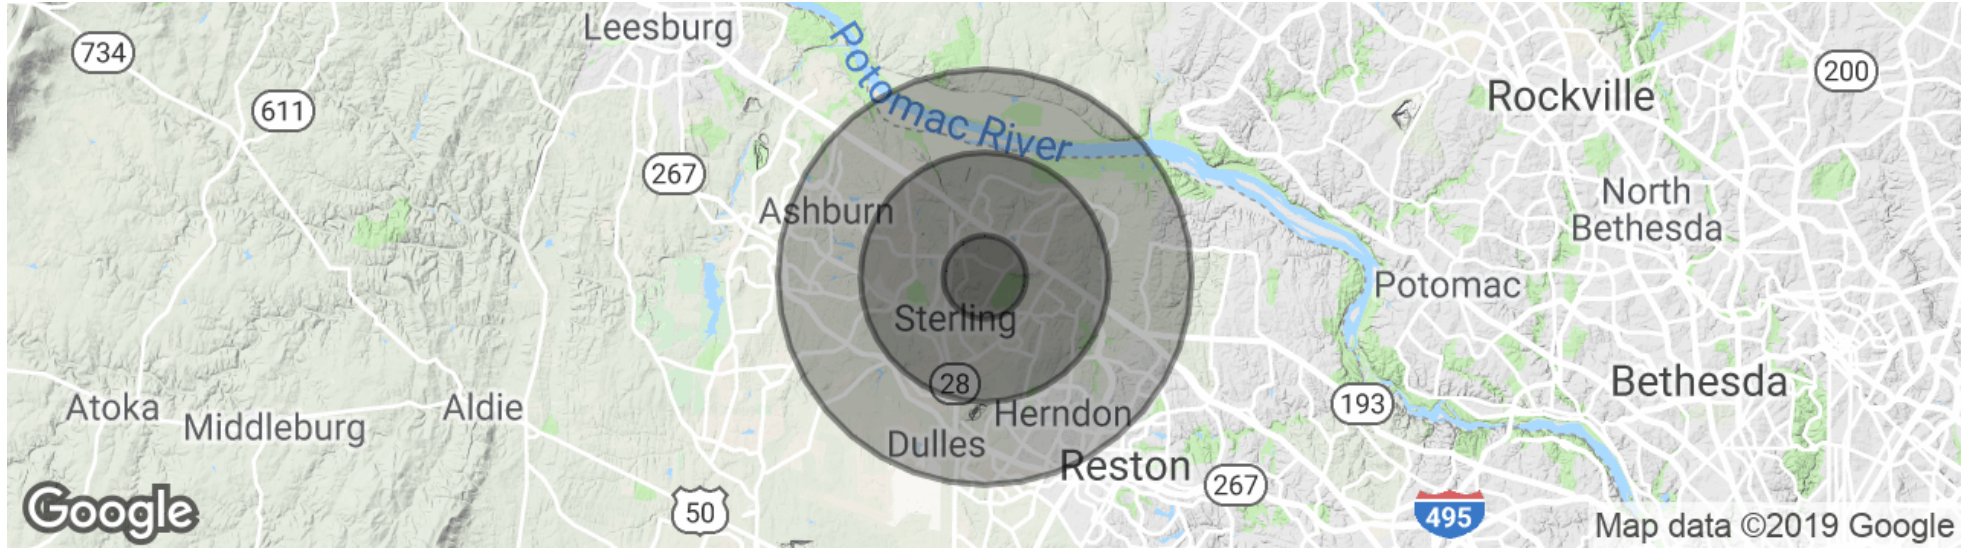 Leesburg
Potomac River
734
200
Rockville
611
267
Ashburn
North
Bethesda
Potomac
Sterling
28
Bethesda
193
Atoka
Aldie
Herndon
Middleburg
Dulles
Reston
267
50
495
Google
Map data ©2019 Google